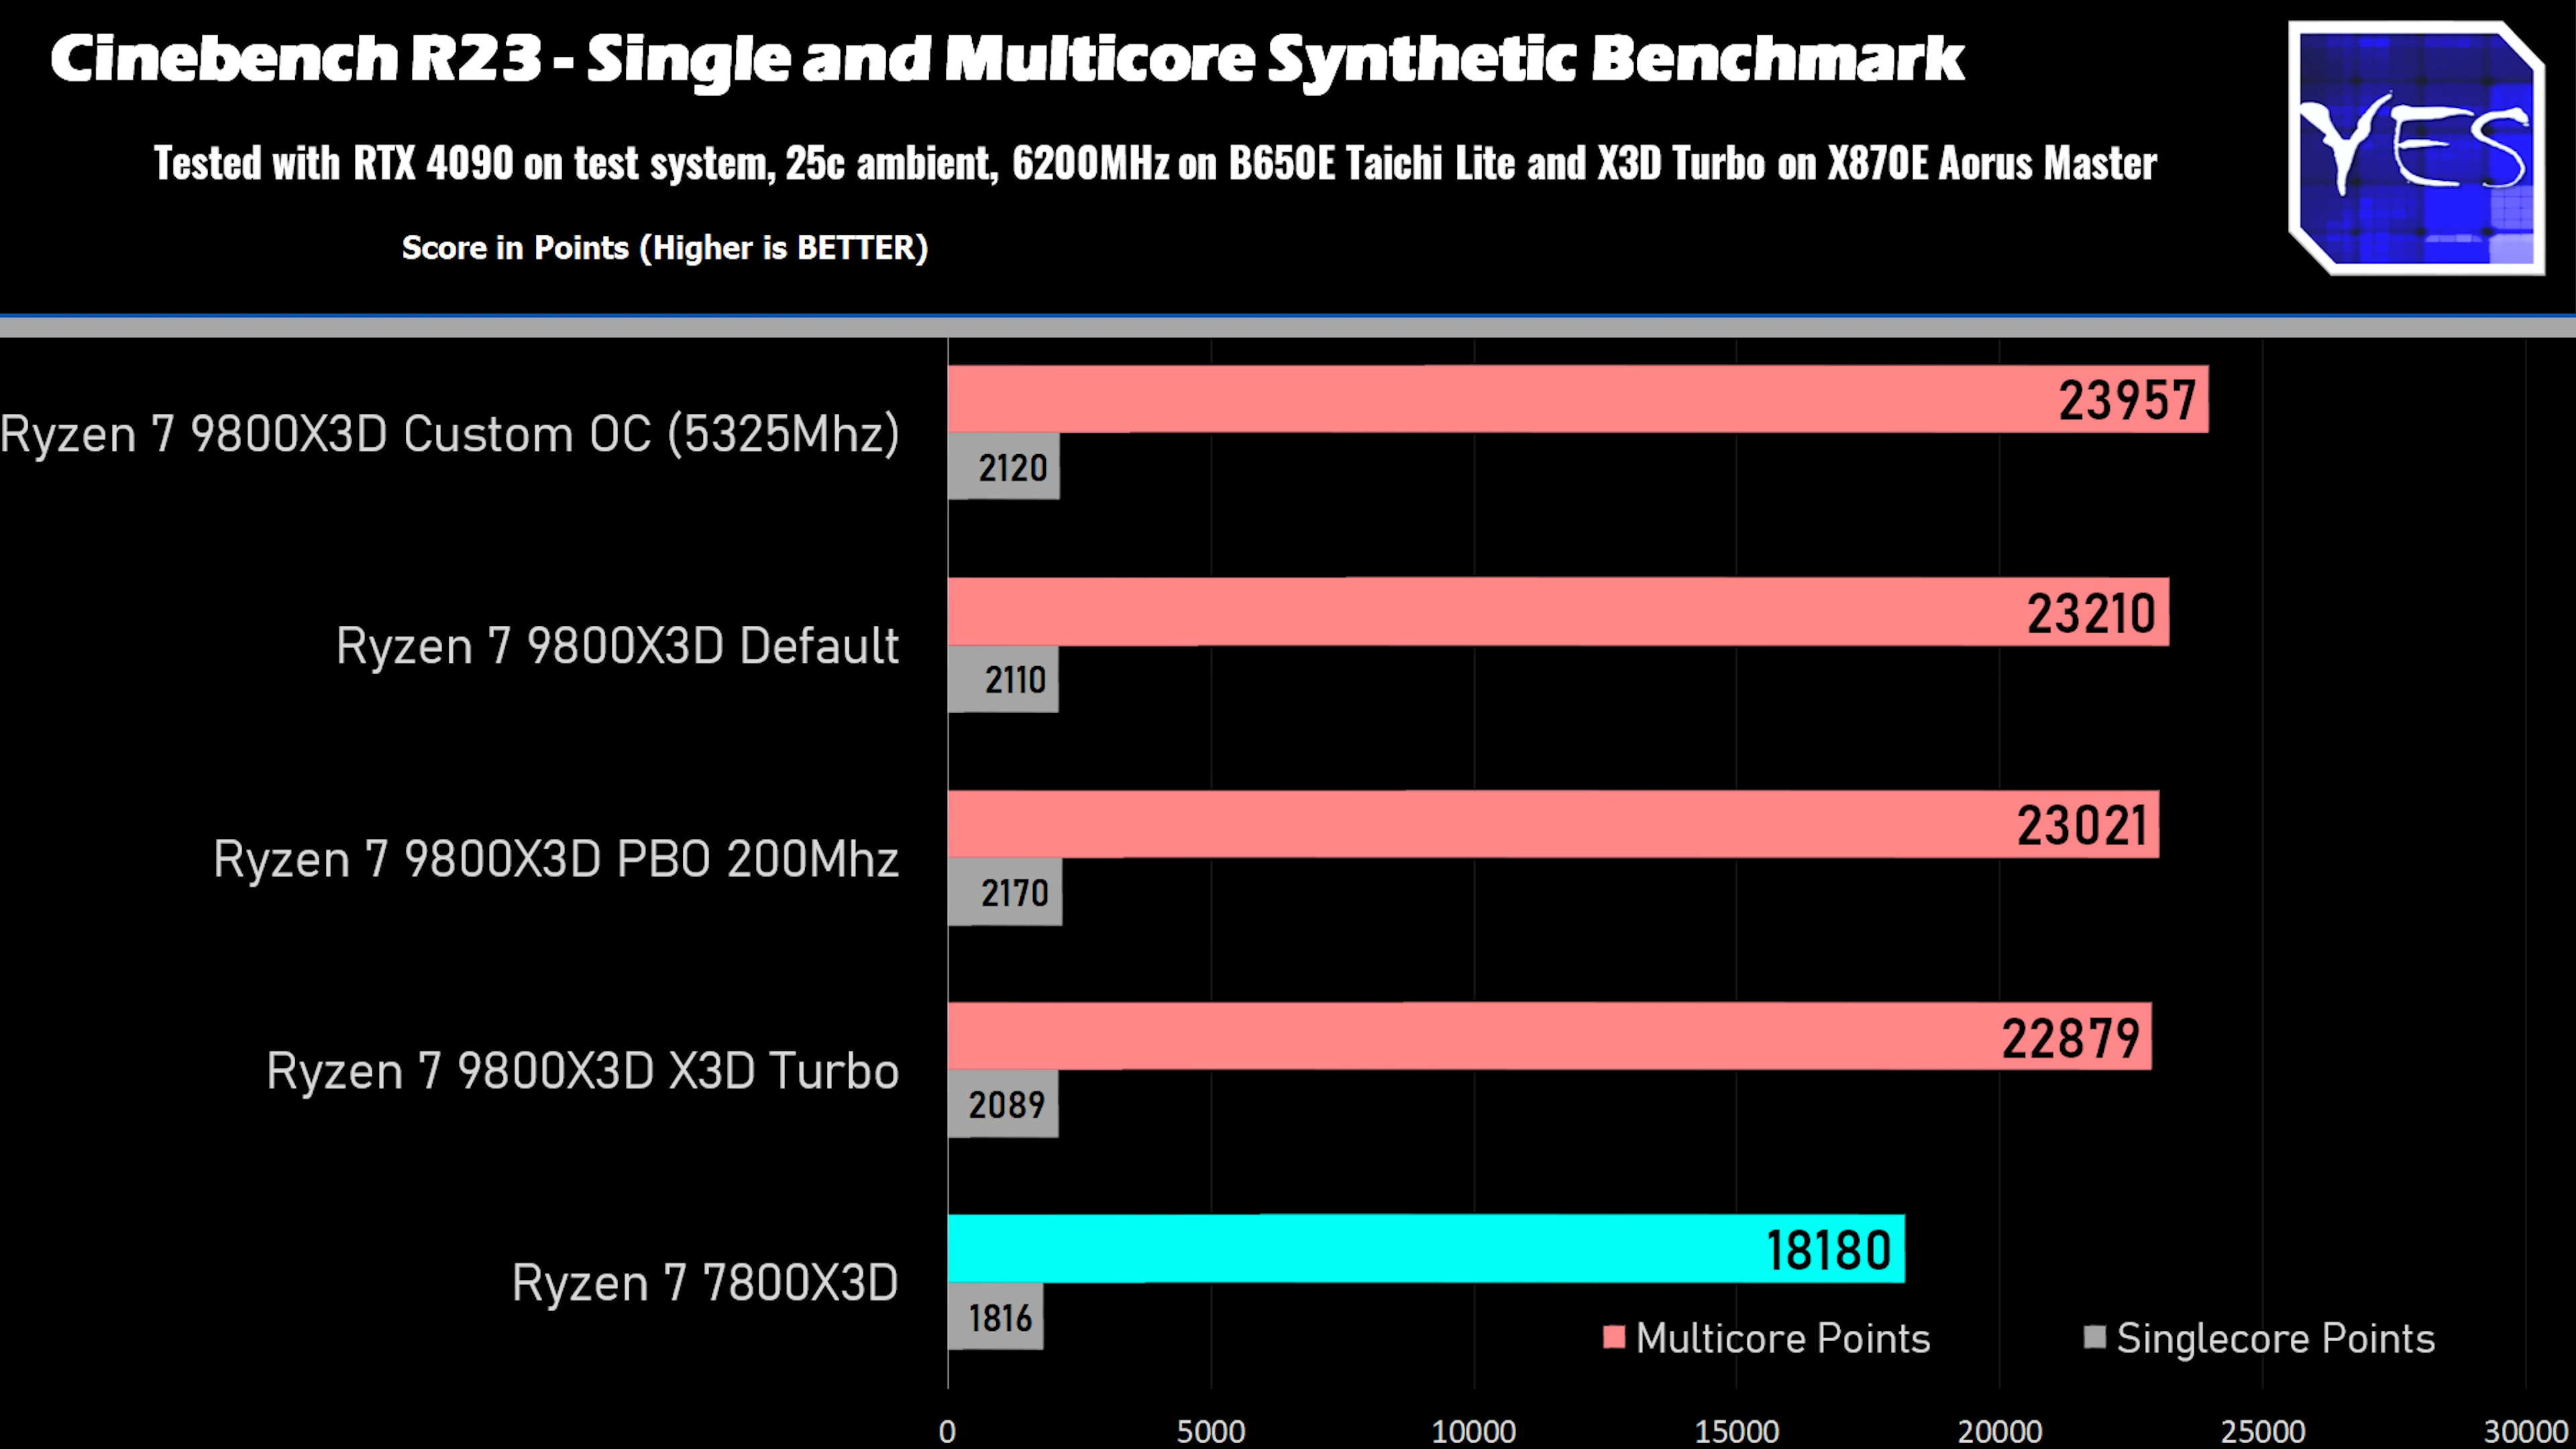 Cinebench R23 - Single and Multicore Synthetic Benchmark
Tested with RTX 4090 on test system, 25c ambient, 6200MHz on B650E Taichi Lite and X3D Turbo on X870E Aorus Master
YES
Score in Points (Higher is BETTER)
Ryzen 7 9800X3D Custom OC (5325Mhz)
23957
2120
Ryzen 7 9800X3D Default
23210
2110
Ryzen 7 9800X3D PBO 200Mhz
23021
2170
Ryzen 7 9800X3D X3D Turbo
22879
2089
Ryzen 7 7800X3D
18180
1816
Multicore Points
Singlecore Points
0 5000 10000 15000 20000 25000 30000